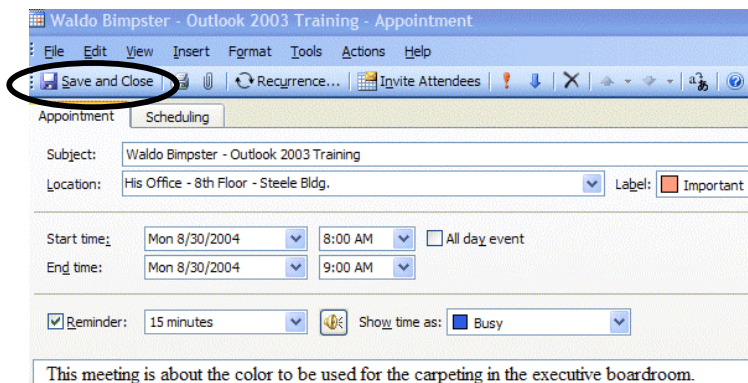 Waldo Bimpster - Outlook 2003 Training - Appointment
File Edit View Insert Format Tools Actions Help
Save and Close Recurrence... Invite Attendees
Appointment Scheduling
Subject: Waldo Bimpster - Outlook 2003 Training
Location: His Office - 8th Floor - Steele Bldg. Label: Important
Start time: Mon 8/30/2004 8:00 AM All day event
End time: Mon 8/30/2004 9:00 AM
Reminder: 15 minutes Show time as: Busy
This meeting is about the color to be used for the carpeting in the executive boardroom.